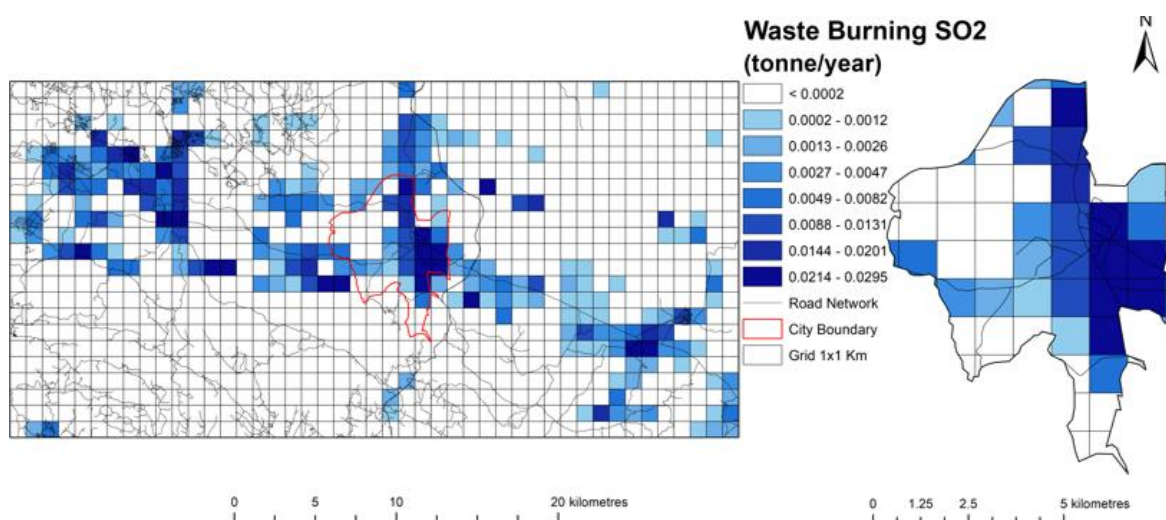 Waste Burning SO2
(tonne/year)
< 0.0002
0.0002 - 0.0012
0.0013 - 0.0026
0.0027 - 0.0047
0.0049 - 0.0082
0.0088 - 0.0131
0.0144 - 0.0201
0.0214 - 0.0295
Road Network
City Boundary
Grid 1x1 Km
N
0 5 10 20 kilometres
0 1.25 2.5 5 kilometres